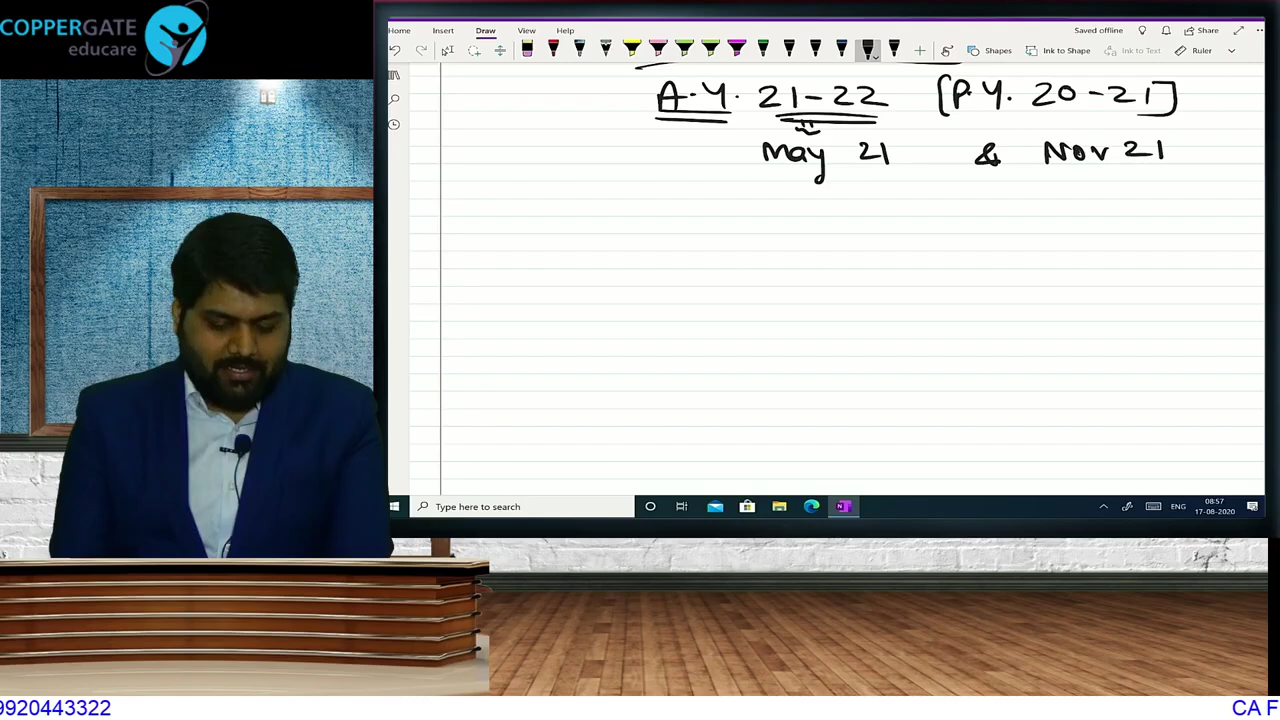 COPPERGATE
educare
Home Insert Draw View Help Saved offline Share
Shapes Ink to Shape Ink to Text Ruler
A.Y. 21-22 [P.Y. 20-21]
May 21 & Nov 21
Type here to search
ENG
08:57
17-08-2020
9920443322
CA F